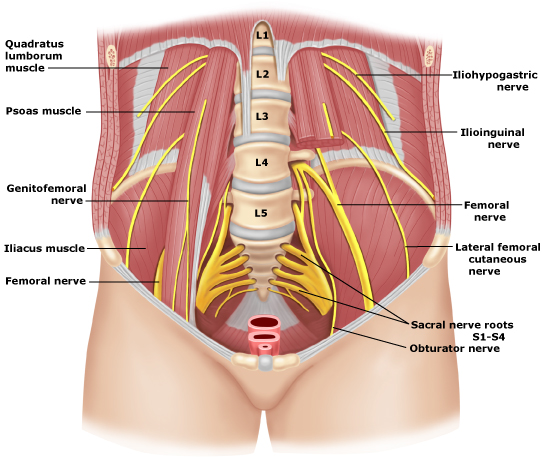 Quadratus
lumborum
muscle
Psoas muscle
Genitofemoral
nerve
Iliacus muscle
Femoral nerve
L1
L2
L3
L4
L5
Iliohypogastric
nerve
Ilioinguinal
nerve
Femoral
nerve
Lateral femoral
cutaneous
nerve
Sacral nerve roots
S1-S4
Obturator nerve